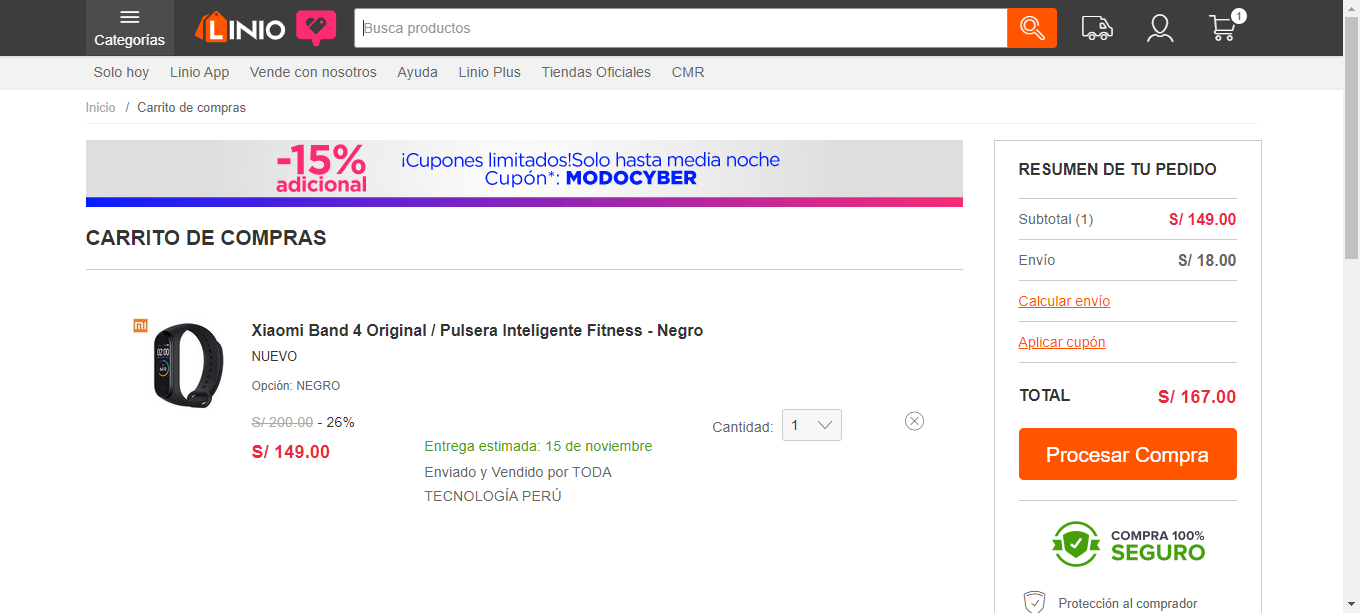 Categorías
LINIO
Busca productos
1
Solo hoy Linio App Vende con nosotros Ayuda Linio Plus Tiendas Oficiales CMR
Inicio / Carrito de compras
-15%
adicional
¡Cupones limitados!Solo hasta media noche
Cupón*: MODOCYBER
CARRITO DE COMPRAS
mi
02:00
Xiaomi Band 4 Original / Pulsera Inteligente Fitness - Negro
NUEVO
Opción: NEGRO
S/ 200.00 - 26%
S/ 149.00
Entrega estimada: 15 de noviembre
Enviado y Vendido por TODA
TECNOLOGÍA PERÚ
Cantidad: 1
RESUMEN DE TU PEDIDO
Subtotal (1) S/ 149.00
Envío S/ 18.00
Calcular envío
Aplicar cupón
TOTAL S/ 167.00
Procesar Compra
COMPRA 100%
SEGURO
Protección al comprador